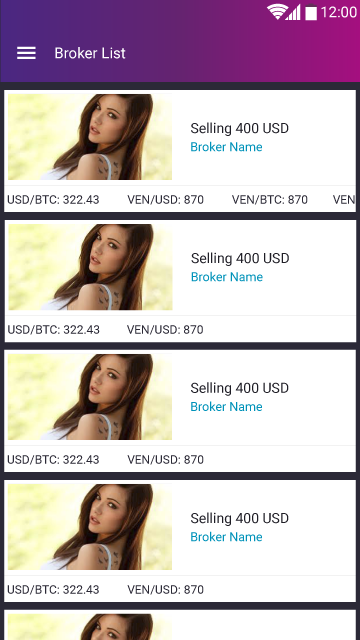 12:00
Broker List
Selling 400 USD
Broker Name
USD/BTC: 322.43 VEN/USD: 870 VEN/BTC: 870 VEN
Selling 400 USD
Broker Name
USD/BTC: 322.43 VEN/USD: 870
Selling 400 USD
Broker Name
USD/BTC: 322.43 VEN/USD: 870
Selling 400 USD
Broker Name
USD/BTC: 322.43 VEN/USD: 870